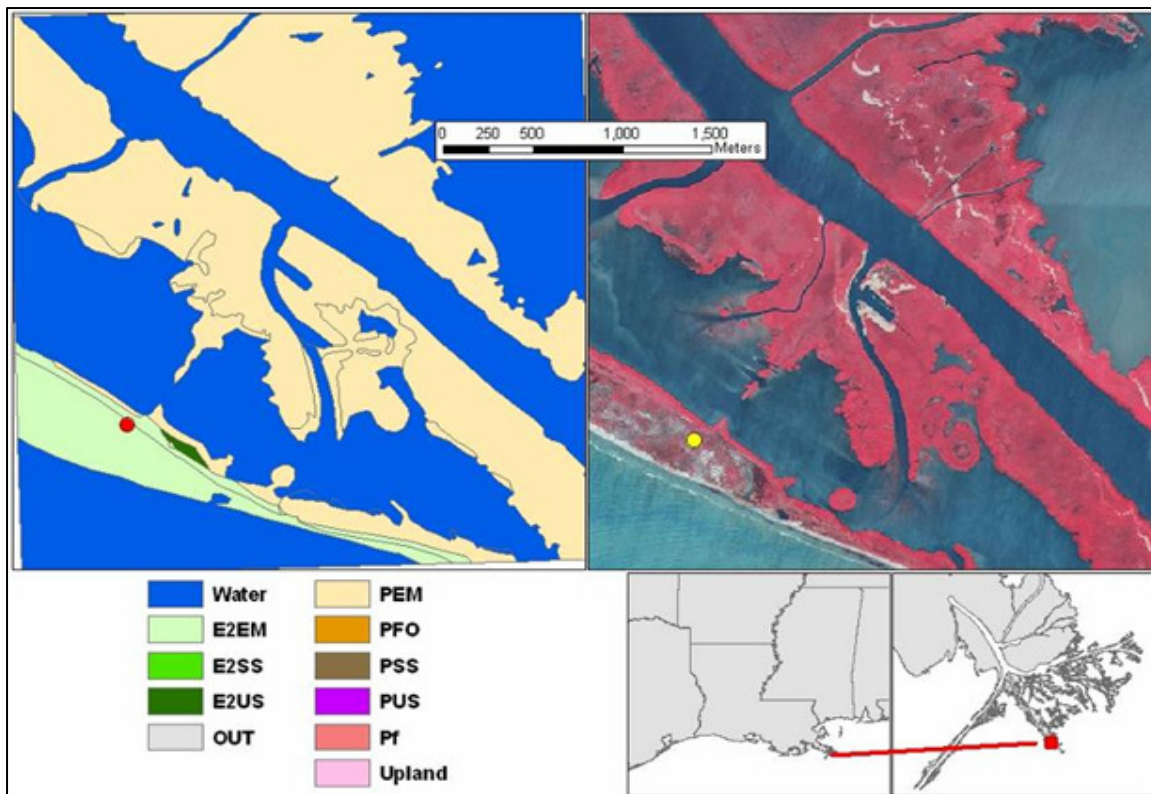 0 250 500 1,000 1,500
Meters
Water
E2EM
E2SS
E2US
OUT
PEM
PFO
PSS
PUS
Pf
Upland